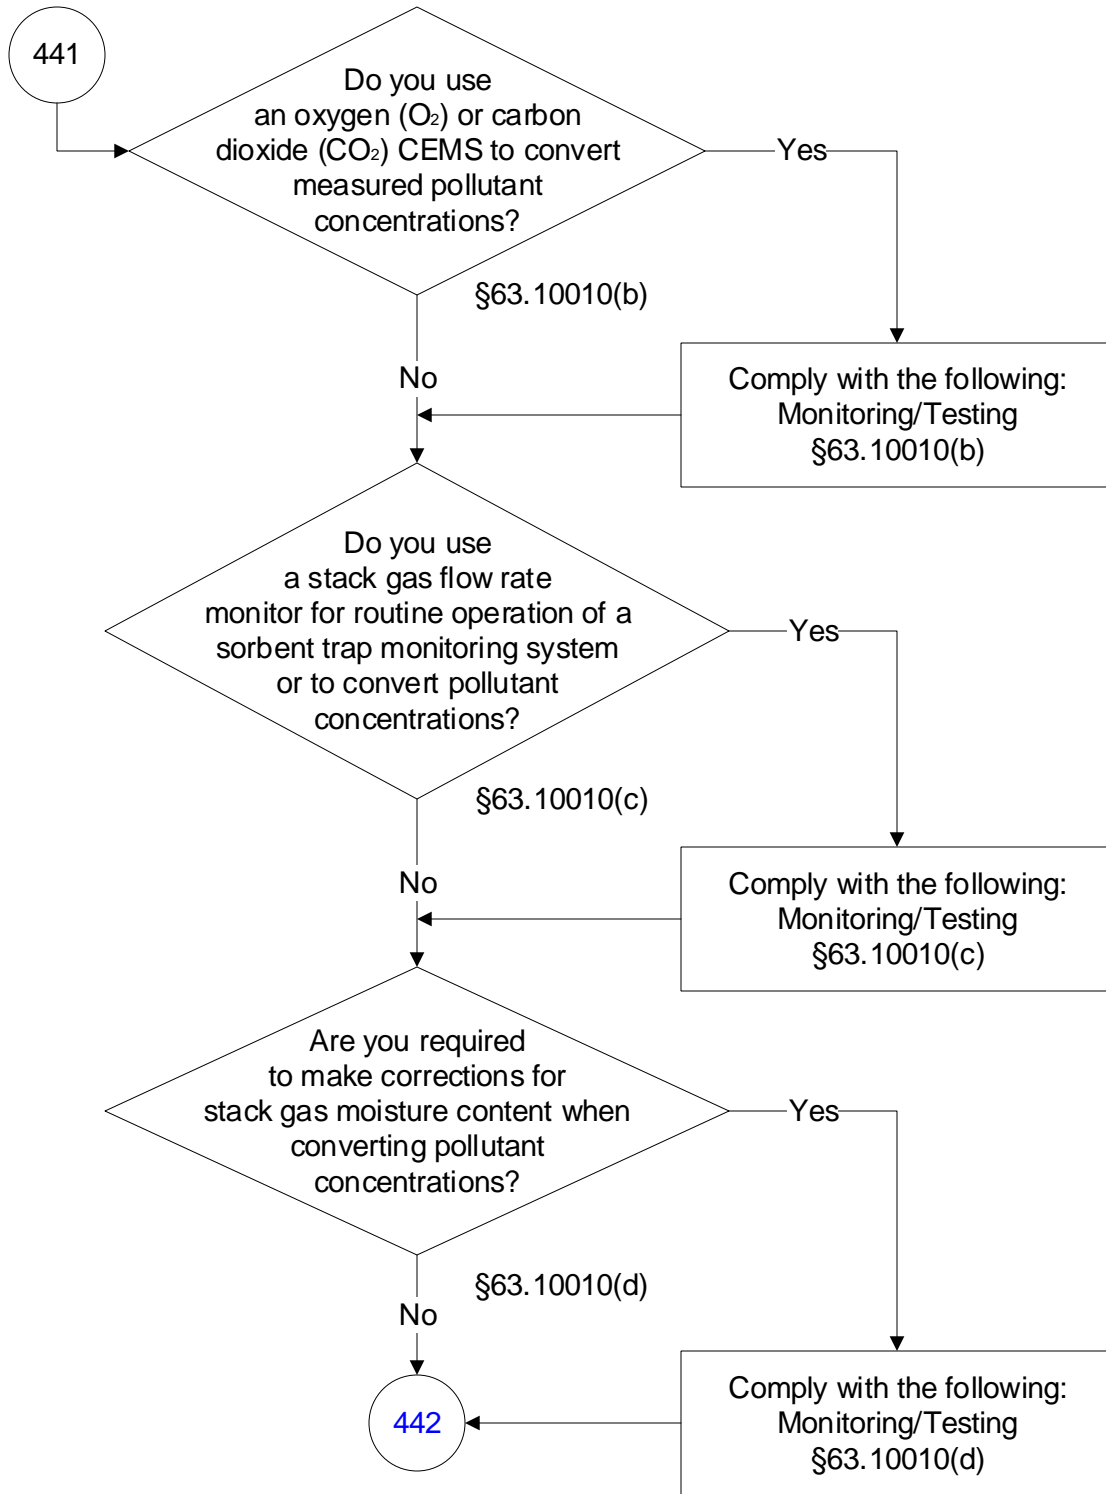 441
Do you use
an oxygen (O₂) or carbon
dioxide (CO₂) CEMS to convert
measured pollutant
concentrations?
Yes
§63.10010(b)
No
Comply with the following:
Monitoring/Testing
§63.10010(b)
Do you use
a stack gas flow rate
monitor for routine operation of a
sorbent trap monitoring system
or to convert pollutant
concentrations?
Yes
§63.10010(c)
No
Comply with the following:
Monitoring/Testing
§63.10010(c)
Are you required
to make corrections for
stack gas moisture content when
converting pollutant
concentrations?
Yes
§63.10010(d)
No
Comply with the following:
Monitoring/Testing
§63.10010(d)
442